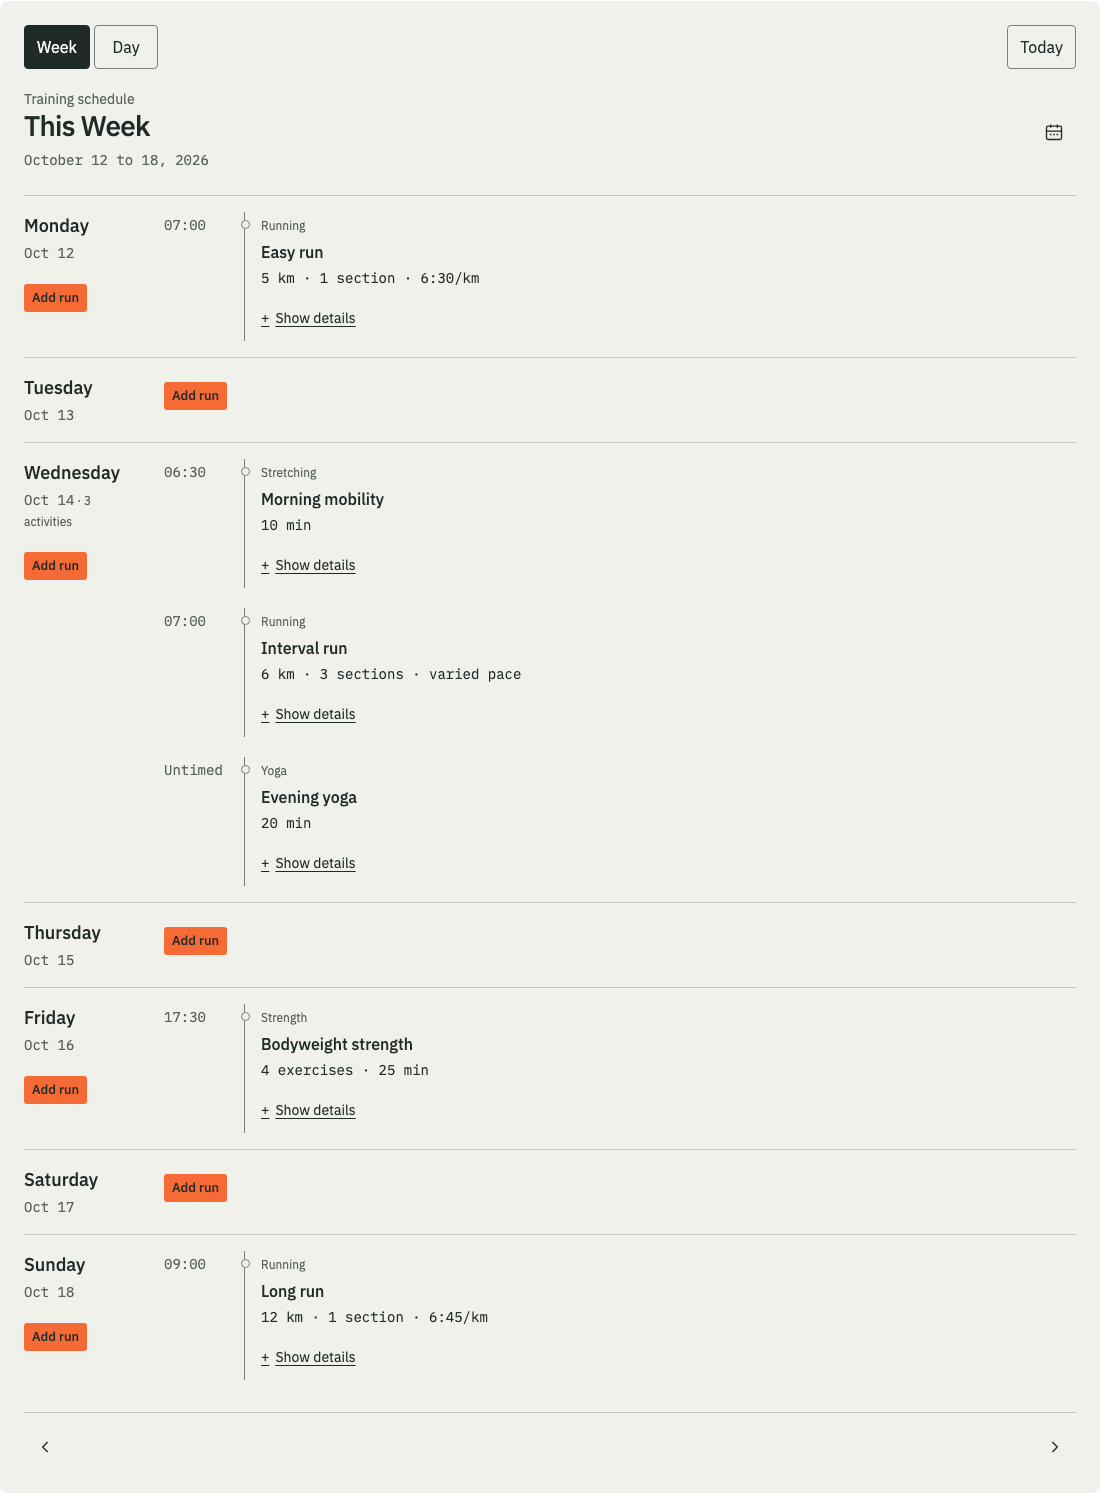 Week Day Today
Training schedule
This Week
October 12 to 18, 2026
Monday 07:00 Running
Oct 12 Easy run
5 km · 1 section · 6:30/km
Add run
+ Show details
Tuesday Add run
Oct 13
Wednesday 06:30 Stretching
Oct 14 · 3 Morning mobility
activities 10 min
Add run + Show details
07:00 Running
Interval run
6 km · 3 sections · varied pace
+ Show details
Untimed Yoga
Evening yoga
20 min
+ Show details
Thursday Add run
Oct 15
Friday 17:30 Strength
Oct 16 Bodyweight strength
4 exercises · 25 min
Add run
+ Show details
Saturday Add run
Oct 17
Sunday 09:00 Running
Oct 18 Long run
12 km · 1 section · 6:45/km
Add run
+ Show details